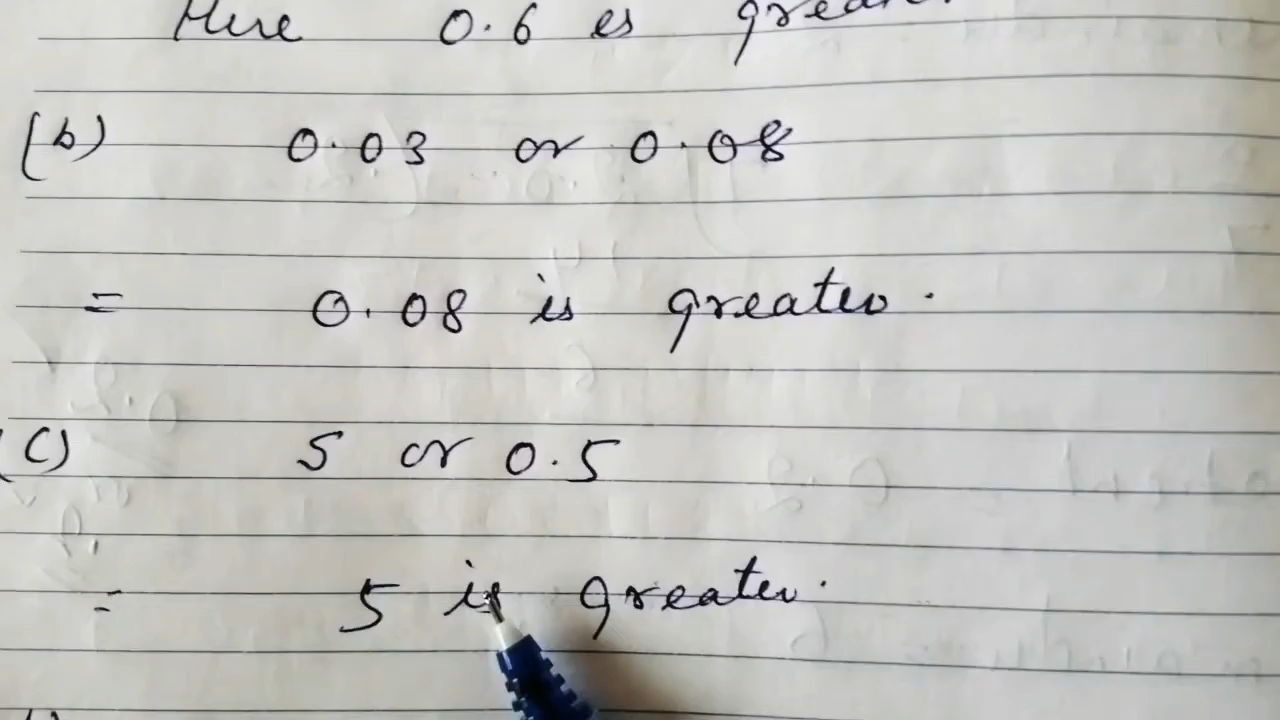 Here 0.6 is
(b) 0.03 or 0.08
= 0.08 is greater.
(C) 5 or 0.5
= 5 is greater.